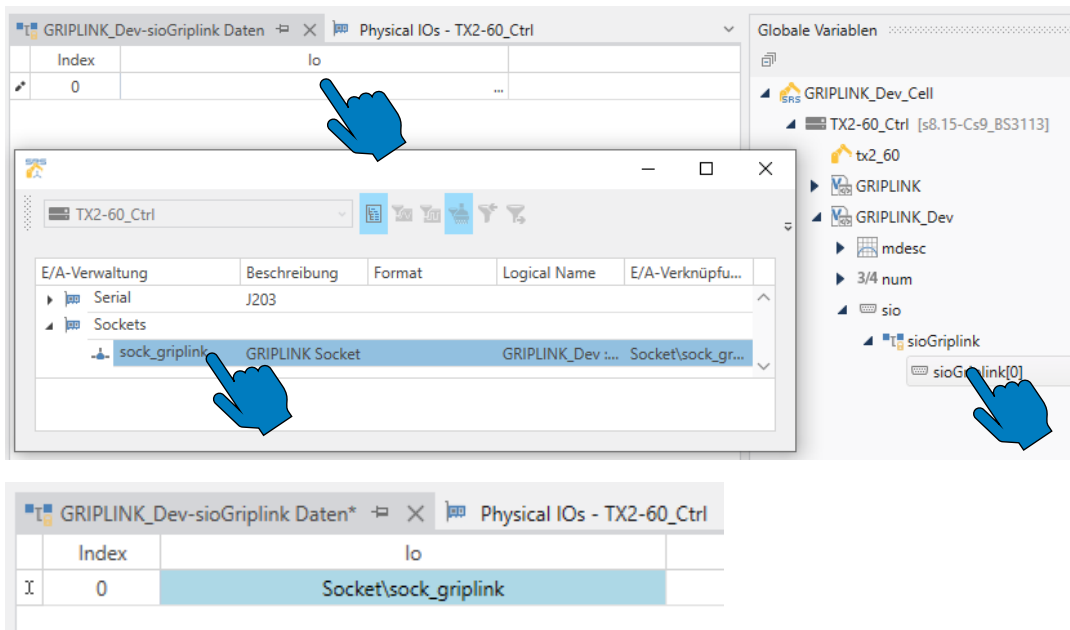 GRIPLINK_Dev-sioGriplink Daten Physical IOs - TX2-60_Ctrl
Index Io
0 ...
Globale Variablen
SRS GRIPLINK_Dev_Cell
TX2-60_Ctrl [s8.15-Cs9_BS3113]
tx2_60
GRIPLINK
GRIPLINK_Dev
mdesc
3/4 num
sio
sioGriplink
sioGriplink[0]
SRS
TX2-60_Ctrl
E/A-Verwaltung Beschreibung Format Logical Name E/A-Verknüpfu...
Serial J203
Sockets
sock_griplink GRIPLINK Socket GRIPLINK_Dev :... Socket\sock_gr...
GRIPLINK_Dev-sioGriplink Daten* Physical IOs - TX2-60_Ctrl
Index Io
0 Socket\sock_griplink